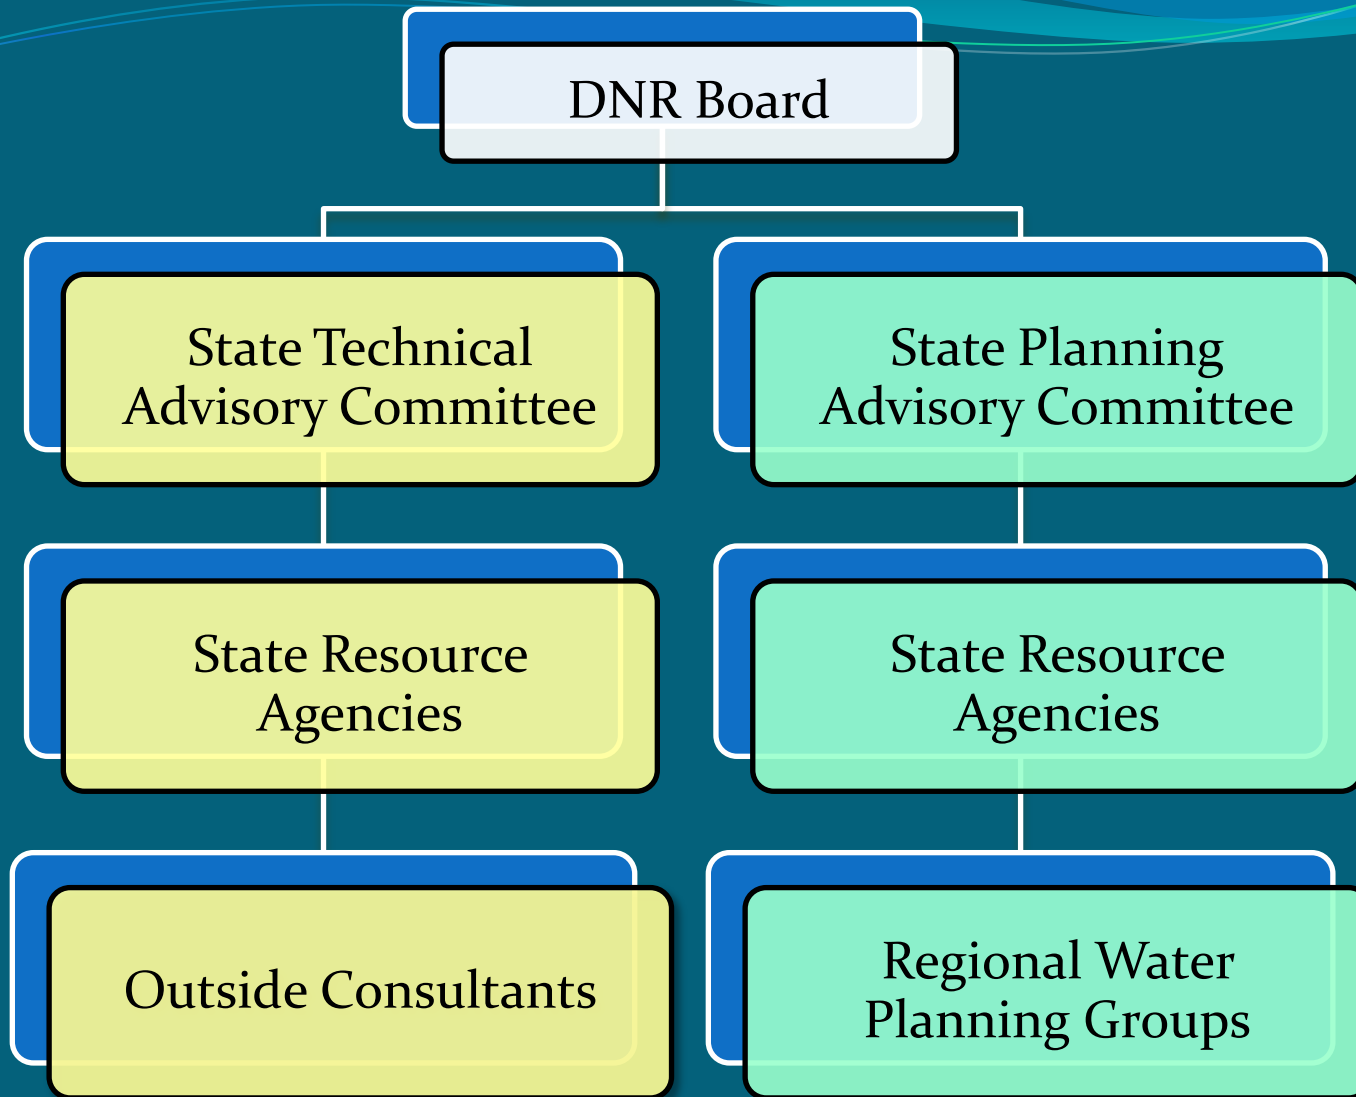 DNR Board
State Technical
Advisory Committee
State Planning
Advisory Committee
State Resource
Agencies
State Resource
Agencies
Outside Consultants
Regional Water
Planning Groups